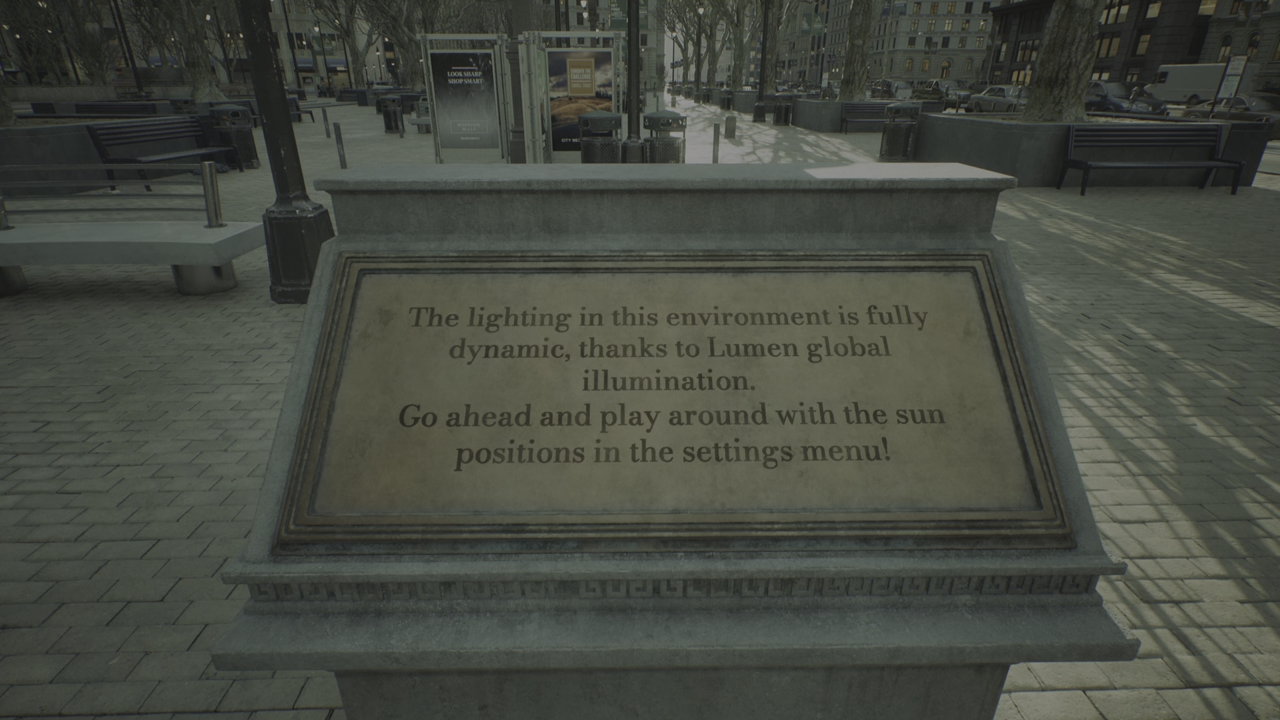 LOOK SHARP
SHOP SMART
The lighting in this environment is fully
dynamic, thanks to Lumen global
illumination.
Go ahead and play around with the sun
positions in the settings menu!